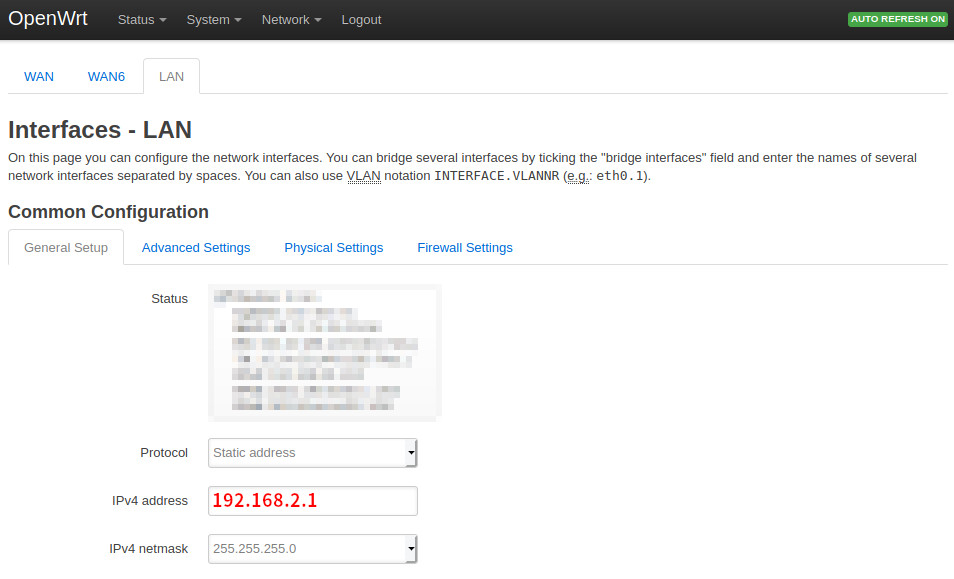 OpenWrt Status System Network Logout AUTO REFRESH ON
WAN WAN6 LAN
Interfaces - LAN
On this page you can configure the network interfaces. You can bridge several interfaces by ticking the "bridge interfaces" field and enter the names of several
network interfaces separated by spaces. You can also use VLAN notation INTERFACE.VLANNR (e.g.: eth0.1).
Common Configuration
General Setup Advanced Settings Physical Settings Firewall Settings
Status
Protocol Static address
IPv4 address 192.168.2.1
IPv4 netmask 255.255.255.0